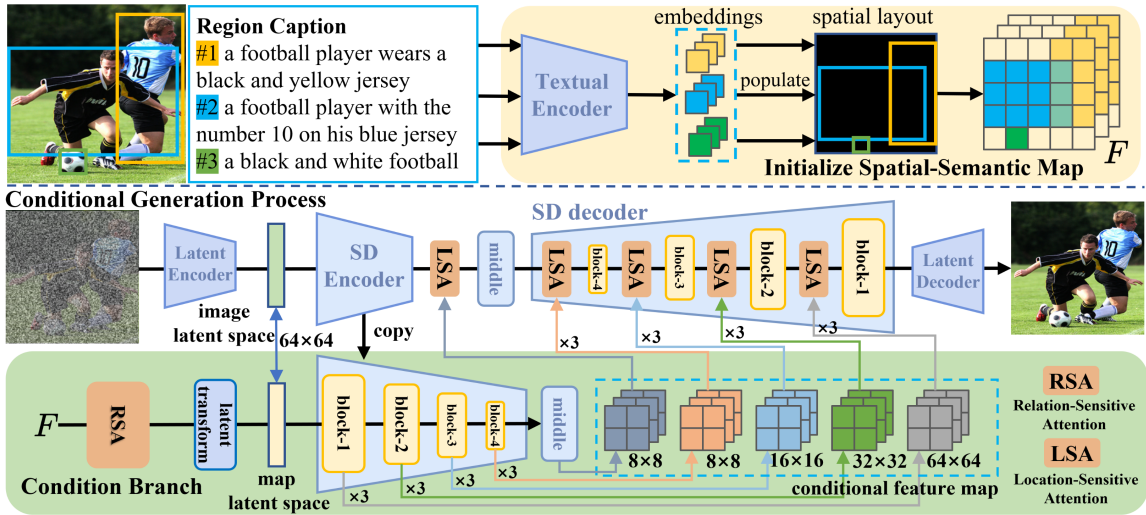 Region Caption
#1 a football player wears a
black and yellow jersey
#2 a football player with the
number 10 on his blue jersey
#3 a black and white football
10
Textual
Encoder
embeddings
populate
spatial layout
F
Initialize Spatial-Semantic Map
Conditional Generation Process
Latent
Encoder
image
latent space
64×64
SD
Encoder
copy
LSA
middle
SD decoder
LSA
block-4
LSA
block-3
LSA
block-2
LSA
block-1
Latent
Decoder
10
×3
×3
×3
×3
F
RSA
latent
transform
map
latent space
block-1
block-2
block-3
block-4
middle
×3
×3
×3
×3
8×8
8×8
16×16
32×32
64×64
conditional feature map
Condition Branch
RSA
Relation-Sensitive
Attention
LSA
Location-Sensitive
Attention